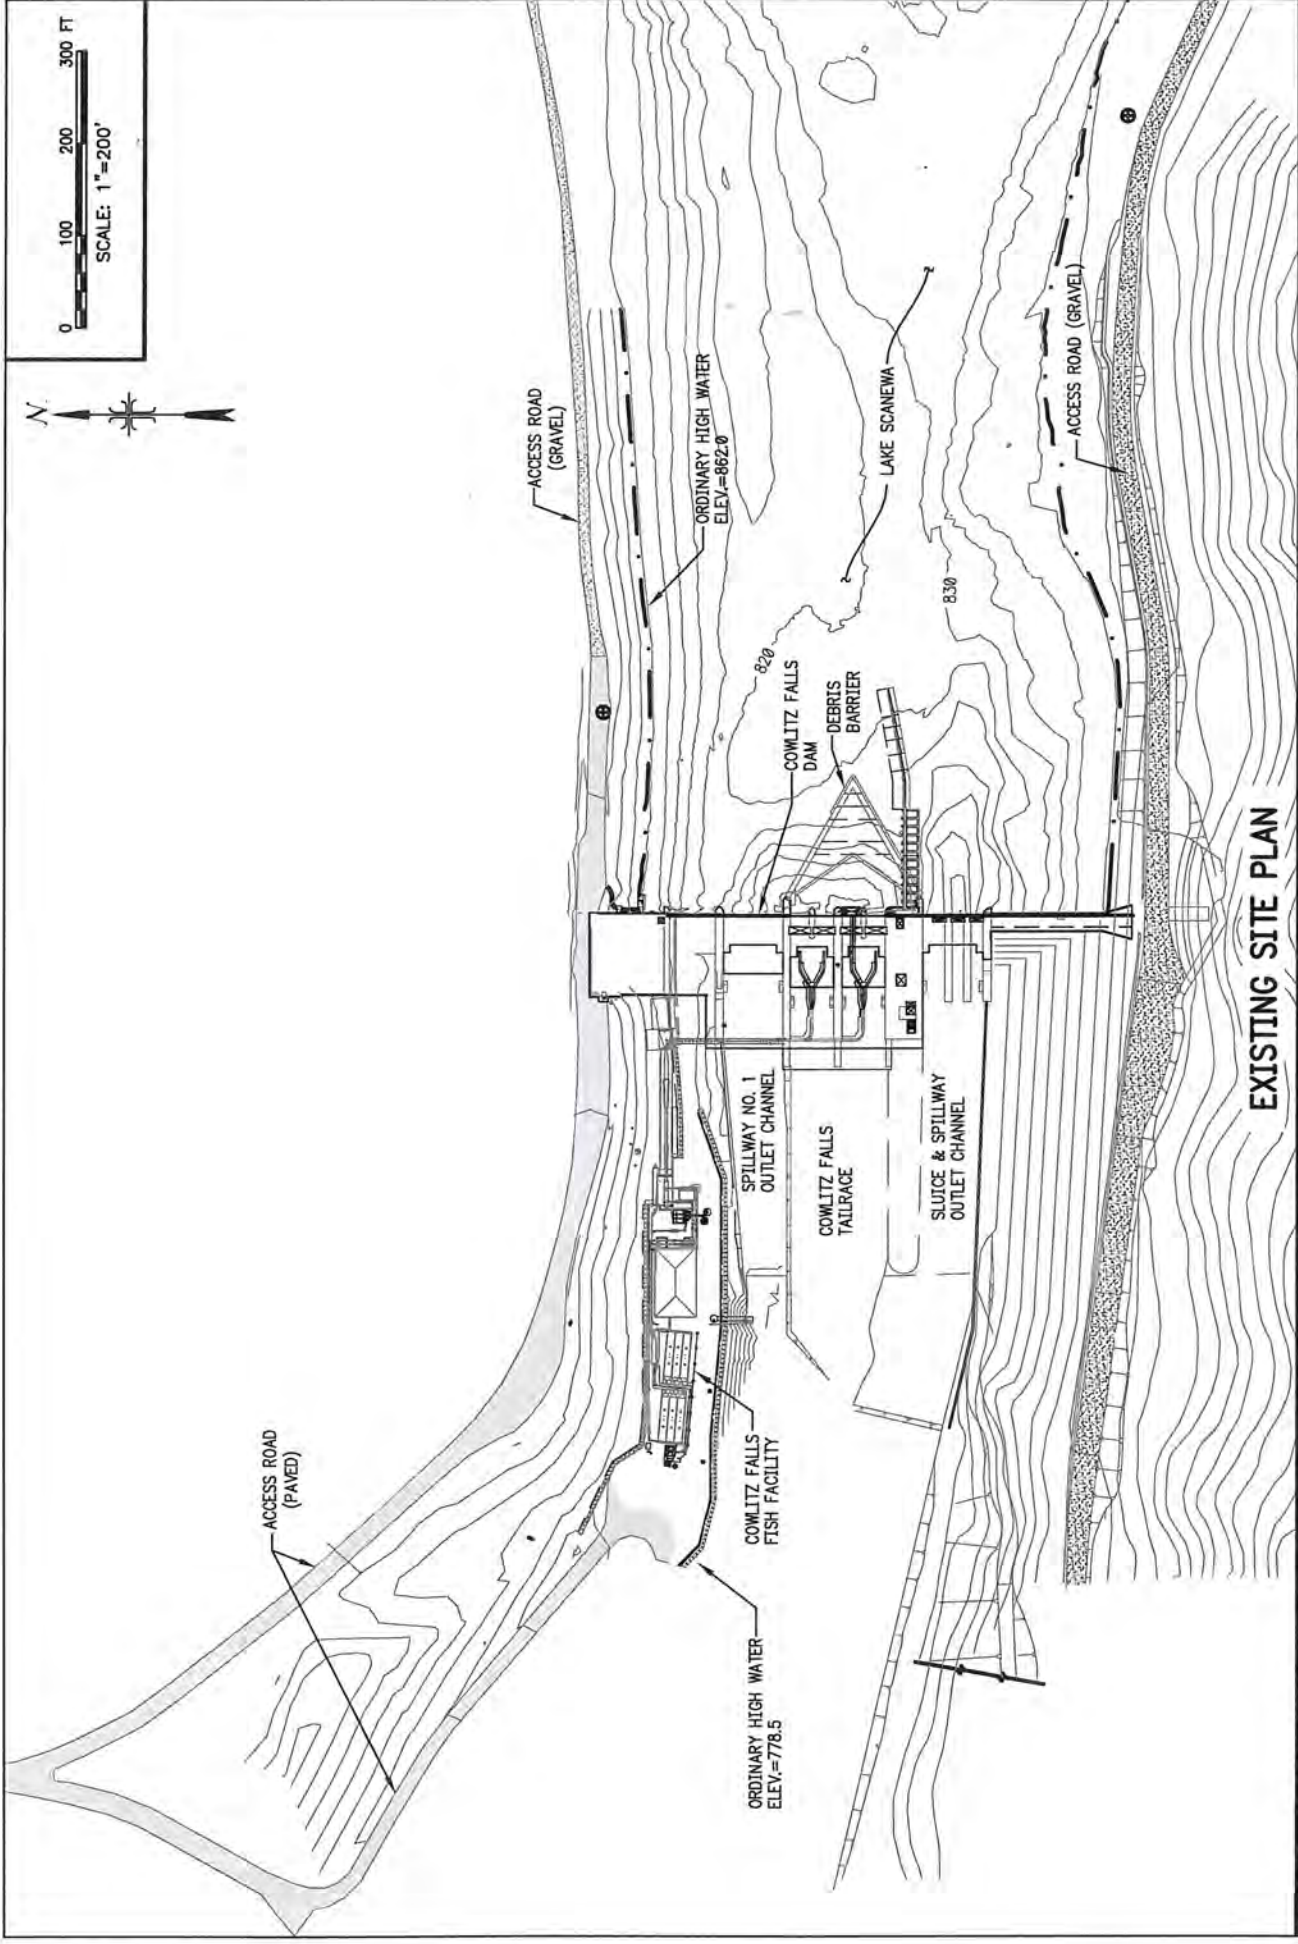 0 100 200 300 FT
SCALE: 1"=200'
N
ACCESS ROAD
(PAVED)
ACCESS ROAD
(GRAVEL)
ORDINARY HIGH WATER
ELEV.=862.0
820
COWLITZ FALLS
DAM
DEBRIS
BARRIER
LAKE SCANEWA
830
ACCESS ROAD (GRAVEL)
SPILLWAY NO. 1
OUTLET CHANNEL
COWLITZ FALLS
TAILRACE
SLUICE & SPILLWAY
OUTLET CHANNEL
COWLITZ FALLS
FISH FACILITY
ORDINARY HIGH WATER
ELEV.=778.5
EXISTING SITE PLAN